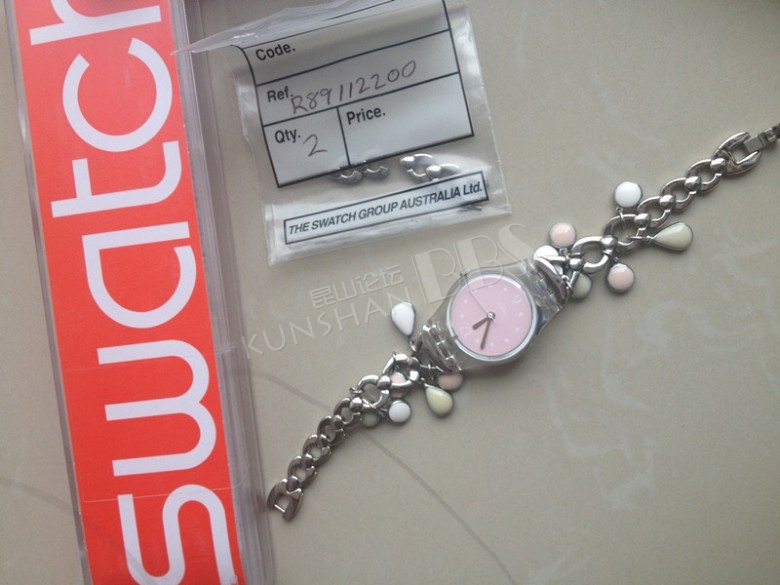 swatch
Code.
Ref. R89112200
Qty. 2 Price.
THE SWATCH GROUP AUSTRALIA Ltd.
昆山论坛 BBS
KUNSHAN